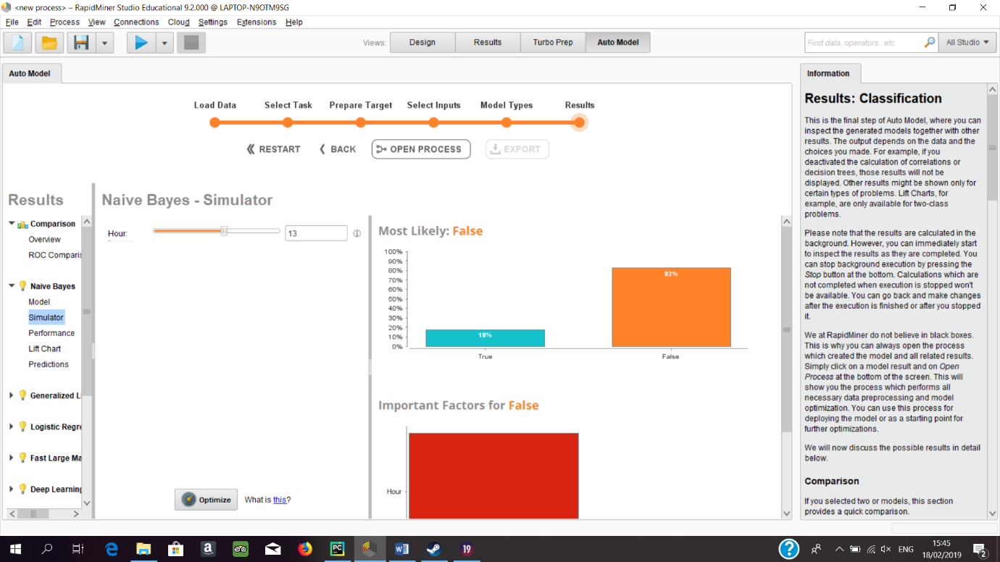 <new process> – RapidMiner Studio Educational 9.2.000 @ LAPTOP-N9OTM9SG
File Edit Process View Connections Cloud Settings Extensions Help
Views: Design Results Turbo Prep Auto Model
Find data, operators...etc
All Studio
Auto Model
Load Data Select Task Prepare Target Select Inputs Model Types Results
RESTART BACK OPEN PROCESS EXPORT
Results
Comparison
Overview
ROC Comparis
Naive Bayes
Model
Simulator
Performance
Lift Chart
Predictions
Generalized Li
Logistic Regre
Fast Large Ma
Deep Learning
Naive Bayes - Simulator
Hour: 13
Optimize What is this?
Most Likely: False
100%
90%
80%
70%
60%
50%
40%
30%
20%
10%
0%
18%
82%
True False
Important Factors for False
Hour
Information
Results: Classification
This is the final step of Auto Model, where you can
inspect the generated models together with other
results. The output depends on the data and the
choices you made. For example, if you
deactivated the calculation of correlations or
decision trees, those results will not be
displayed. Other results might be shown only for
certain types of problems. Lift Charts, for
example, are only available for two-class
problems.
Please note that the results are calculated in the
background. However, you can immediately start
to inspect the results as they are completed. You
can stop background execution by pressing the
Stop button at the bottom. Calculations which are
not completed when execution is stopped won't
be available. You can go back and make changes
after the execution is finished or after you stopped
it.
We at RapidMiner do not believe in black boxes.
This is why you can always open the process
which created the model and all related results.
Simply click on a model result and on Open
Process at the bottom of the screen. This will
show you the process which performs all
necessary data preprocessing and model
optimization. You can use this process for
deploying the model or as a starting point for
further optimizations.
We will now discuss the possible results in detail
below.
Comparison
If you selected two or models, this section
provides a quick comparison.
PC
19
ENG
15:45
18/02/2019
2